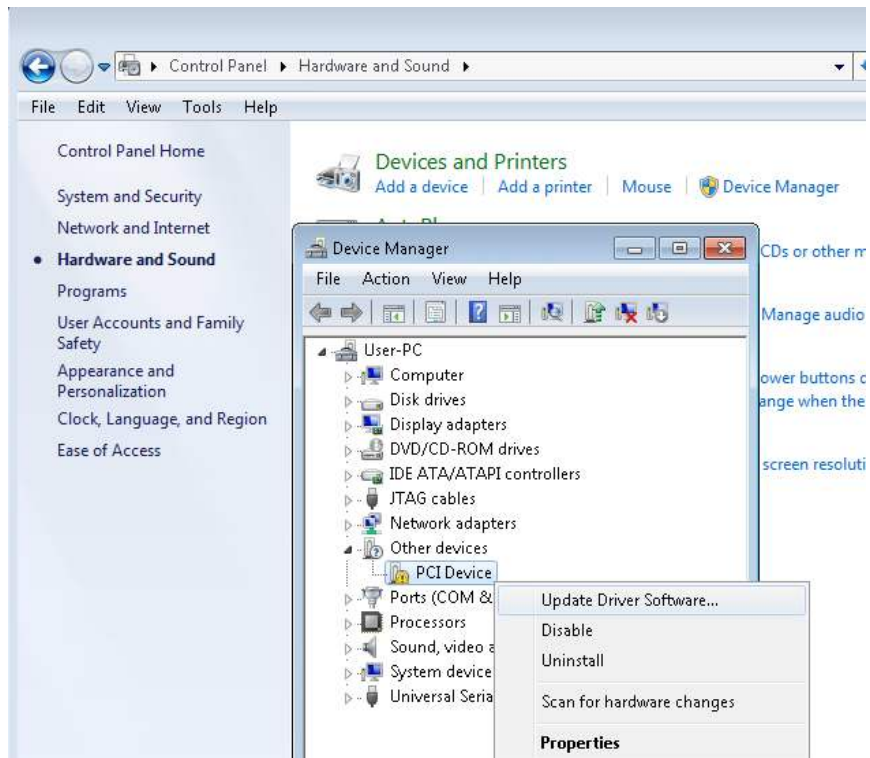 Control Panel ▸ Hardware and Sound ▸
File Edit View Tools Help
Control Panel Home
System and Security
Network and Internet
Hardware and Sound
Programs
User Accounts and Family
Safety
Appearance and
Personalization
Clock, Language, and Region
Ease of Access
Devices and Printers
Add a device Add a printer Mouse Device Manager
CDs or other m
Manage audio
ower buttons
ange when the
screen resoluti
Device Manager
File Action View Help
User-PC
Computer
Disk drives
Display adapters
DVD/CD-ROM drives
IDE ATA/ATAPI controllers
JTAG cables
Network adapters
Other devices
PCI Device
Ports (COM &
Processors
Sound, video a
System device
Universal Seria
Update Driver Software...
Disable
Uninstall
Scan for hardware changes
Properties